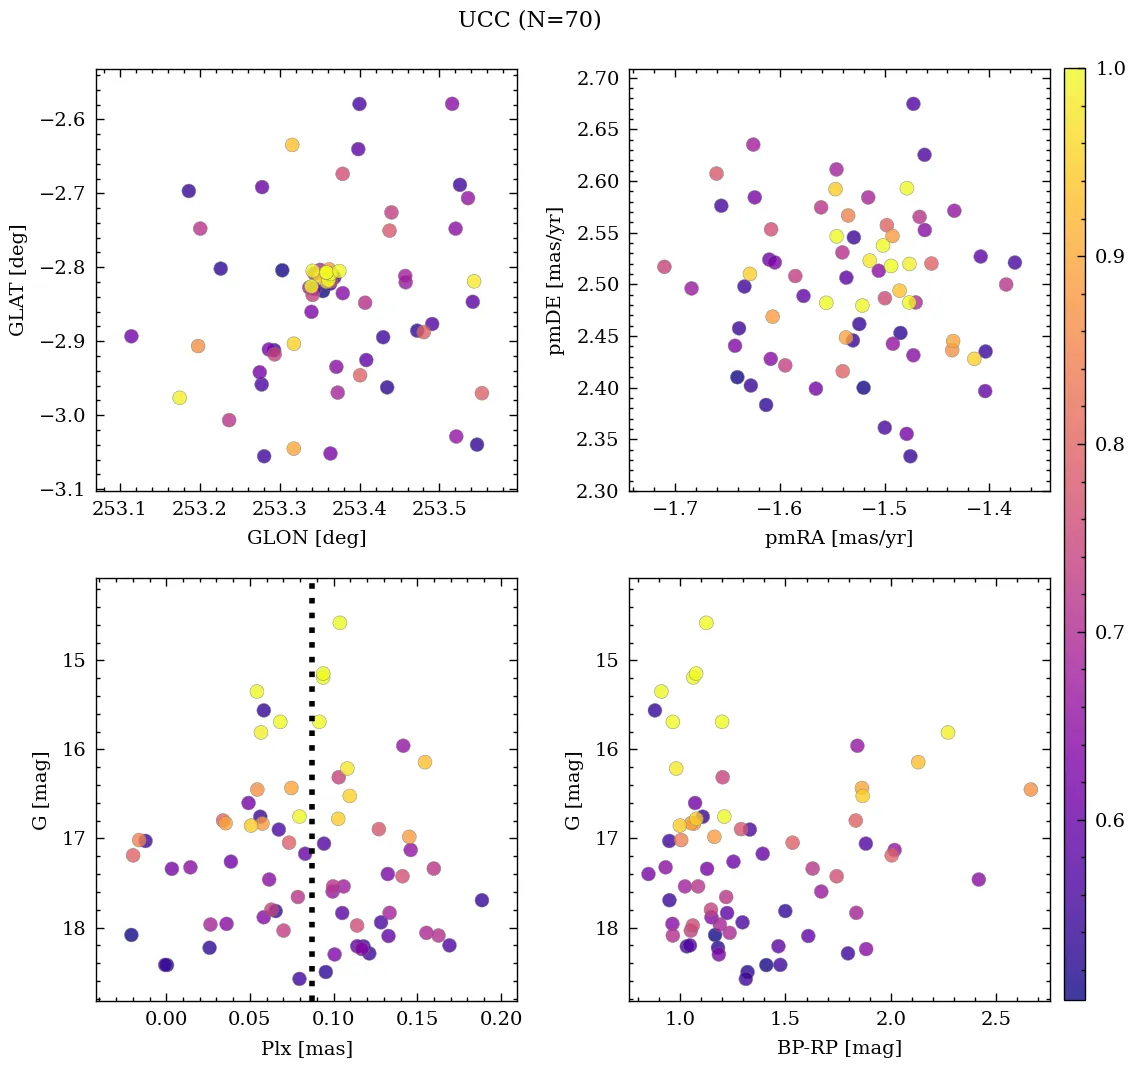 UCC (N=70)
−2.6
−2.7
−2.8
−2.9
−3.0
−3.1
GLAT [deg]
253.1 253.2 253.3 253.4 253.5
GLON [deg]
2.70
2.65
2.60
2.55
2.50
2.45
2.40
2.35
2.30
pmDE [mas/yr]
−1.7 −1.6 −1.5 −1.4
pmRA [mas/yr]
1.0
0.9
0.8
0.7
0.6
15
16
17
18
G [mag]
0.00 0.05 0.10 0.15 0.20
Plx [mas]
15
16
17
18
G [mag]
1.0 1.5 2.0 2.5
BP-RP [mag]